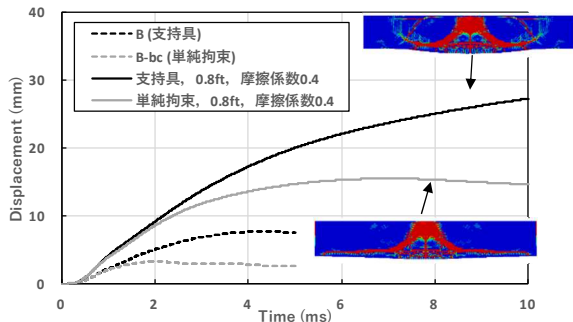 40
30
20
10
0
Displacement (mm)
B (支持具)
B-bc (単純拘束)
支持具，0.8ft，摩擦係数0.4
単純拘束，0.8ft，摩擦係数0.4
0 2 4 6 8 10
Time (ms)